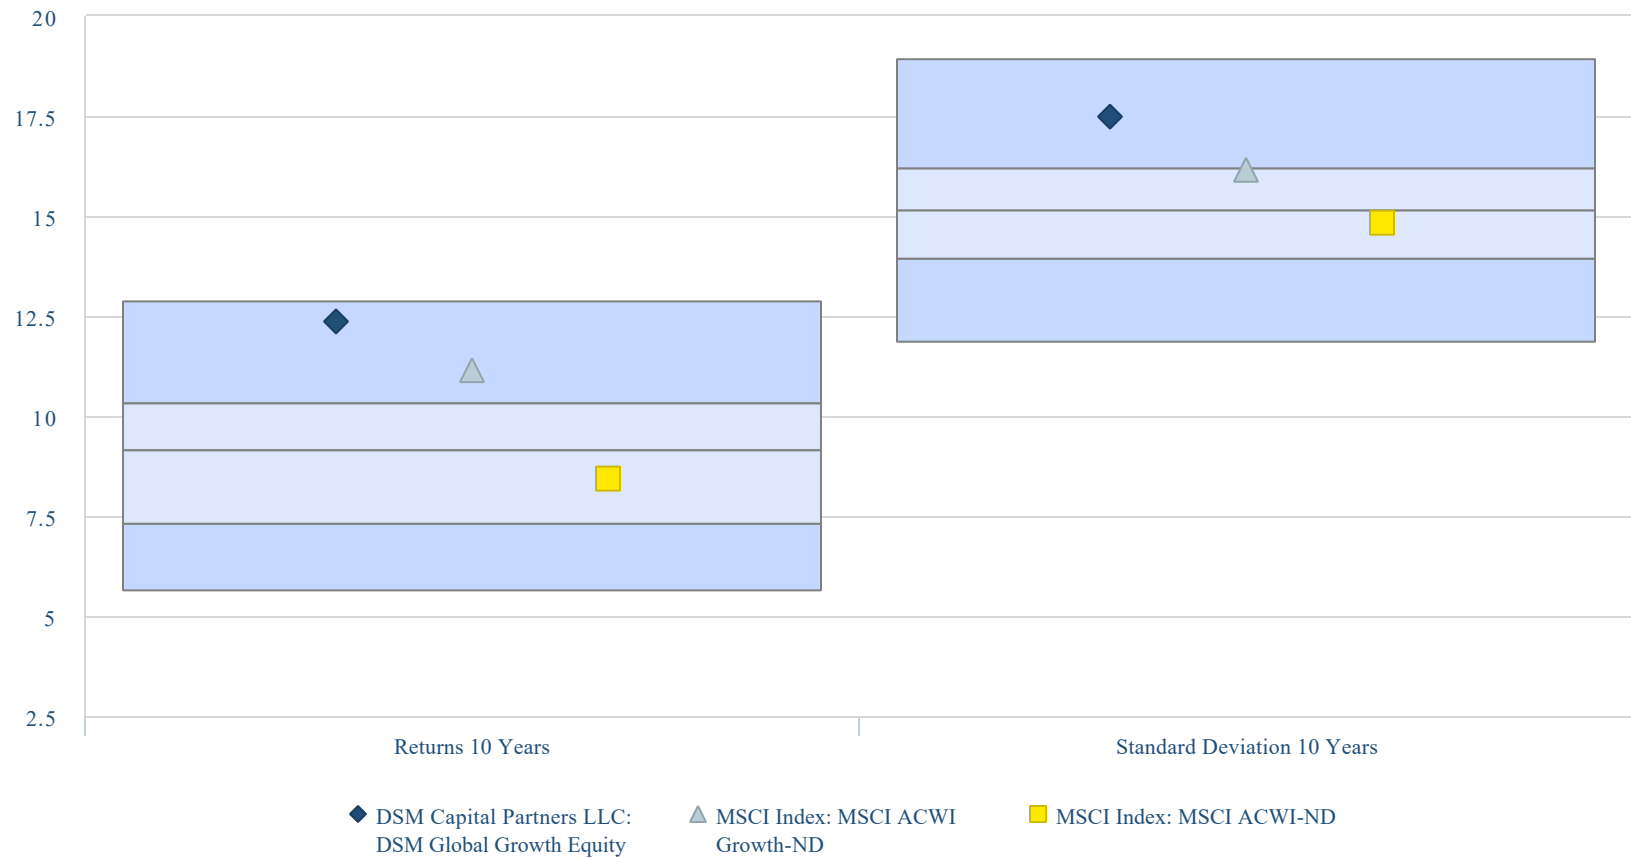 20
17.5
15
12.5
10
7.5
5
2.5
Returns 10 Years
Standard Deviation 10 Years
DSM Capital Partners LLC:
DSM Global Growth Equity
MSCI Index: MSCI ACWI
Growth-ND
MSCI Index: MSCI ACWI-ND